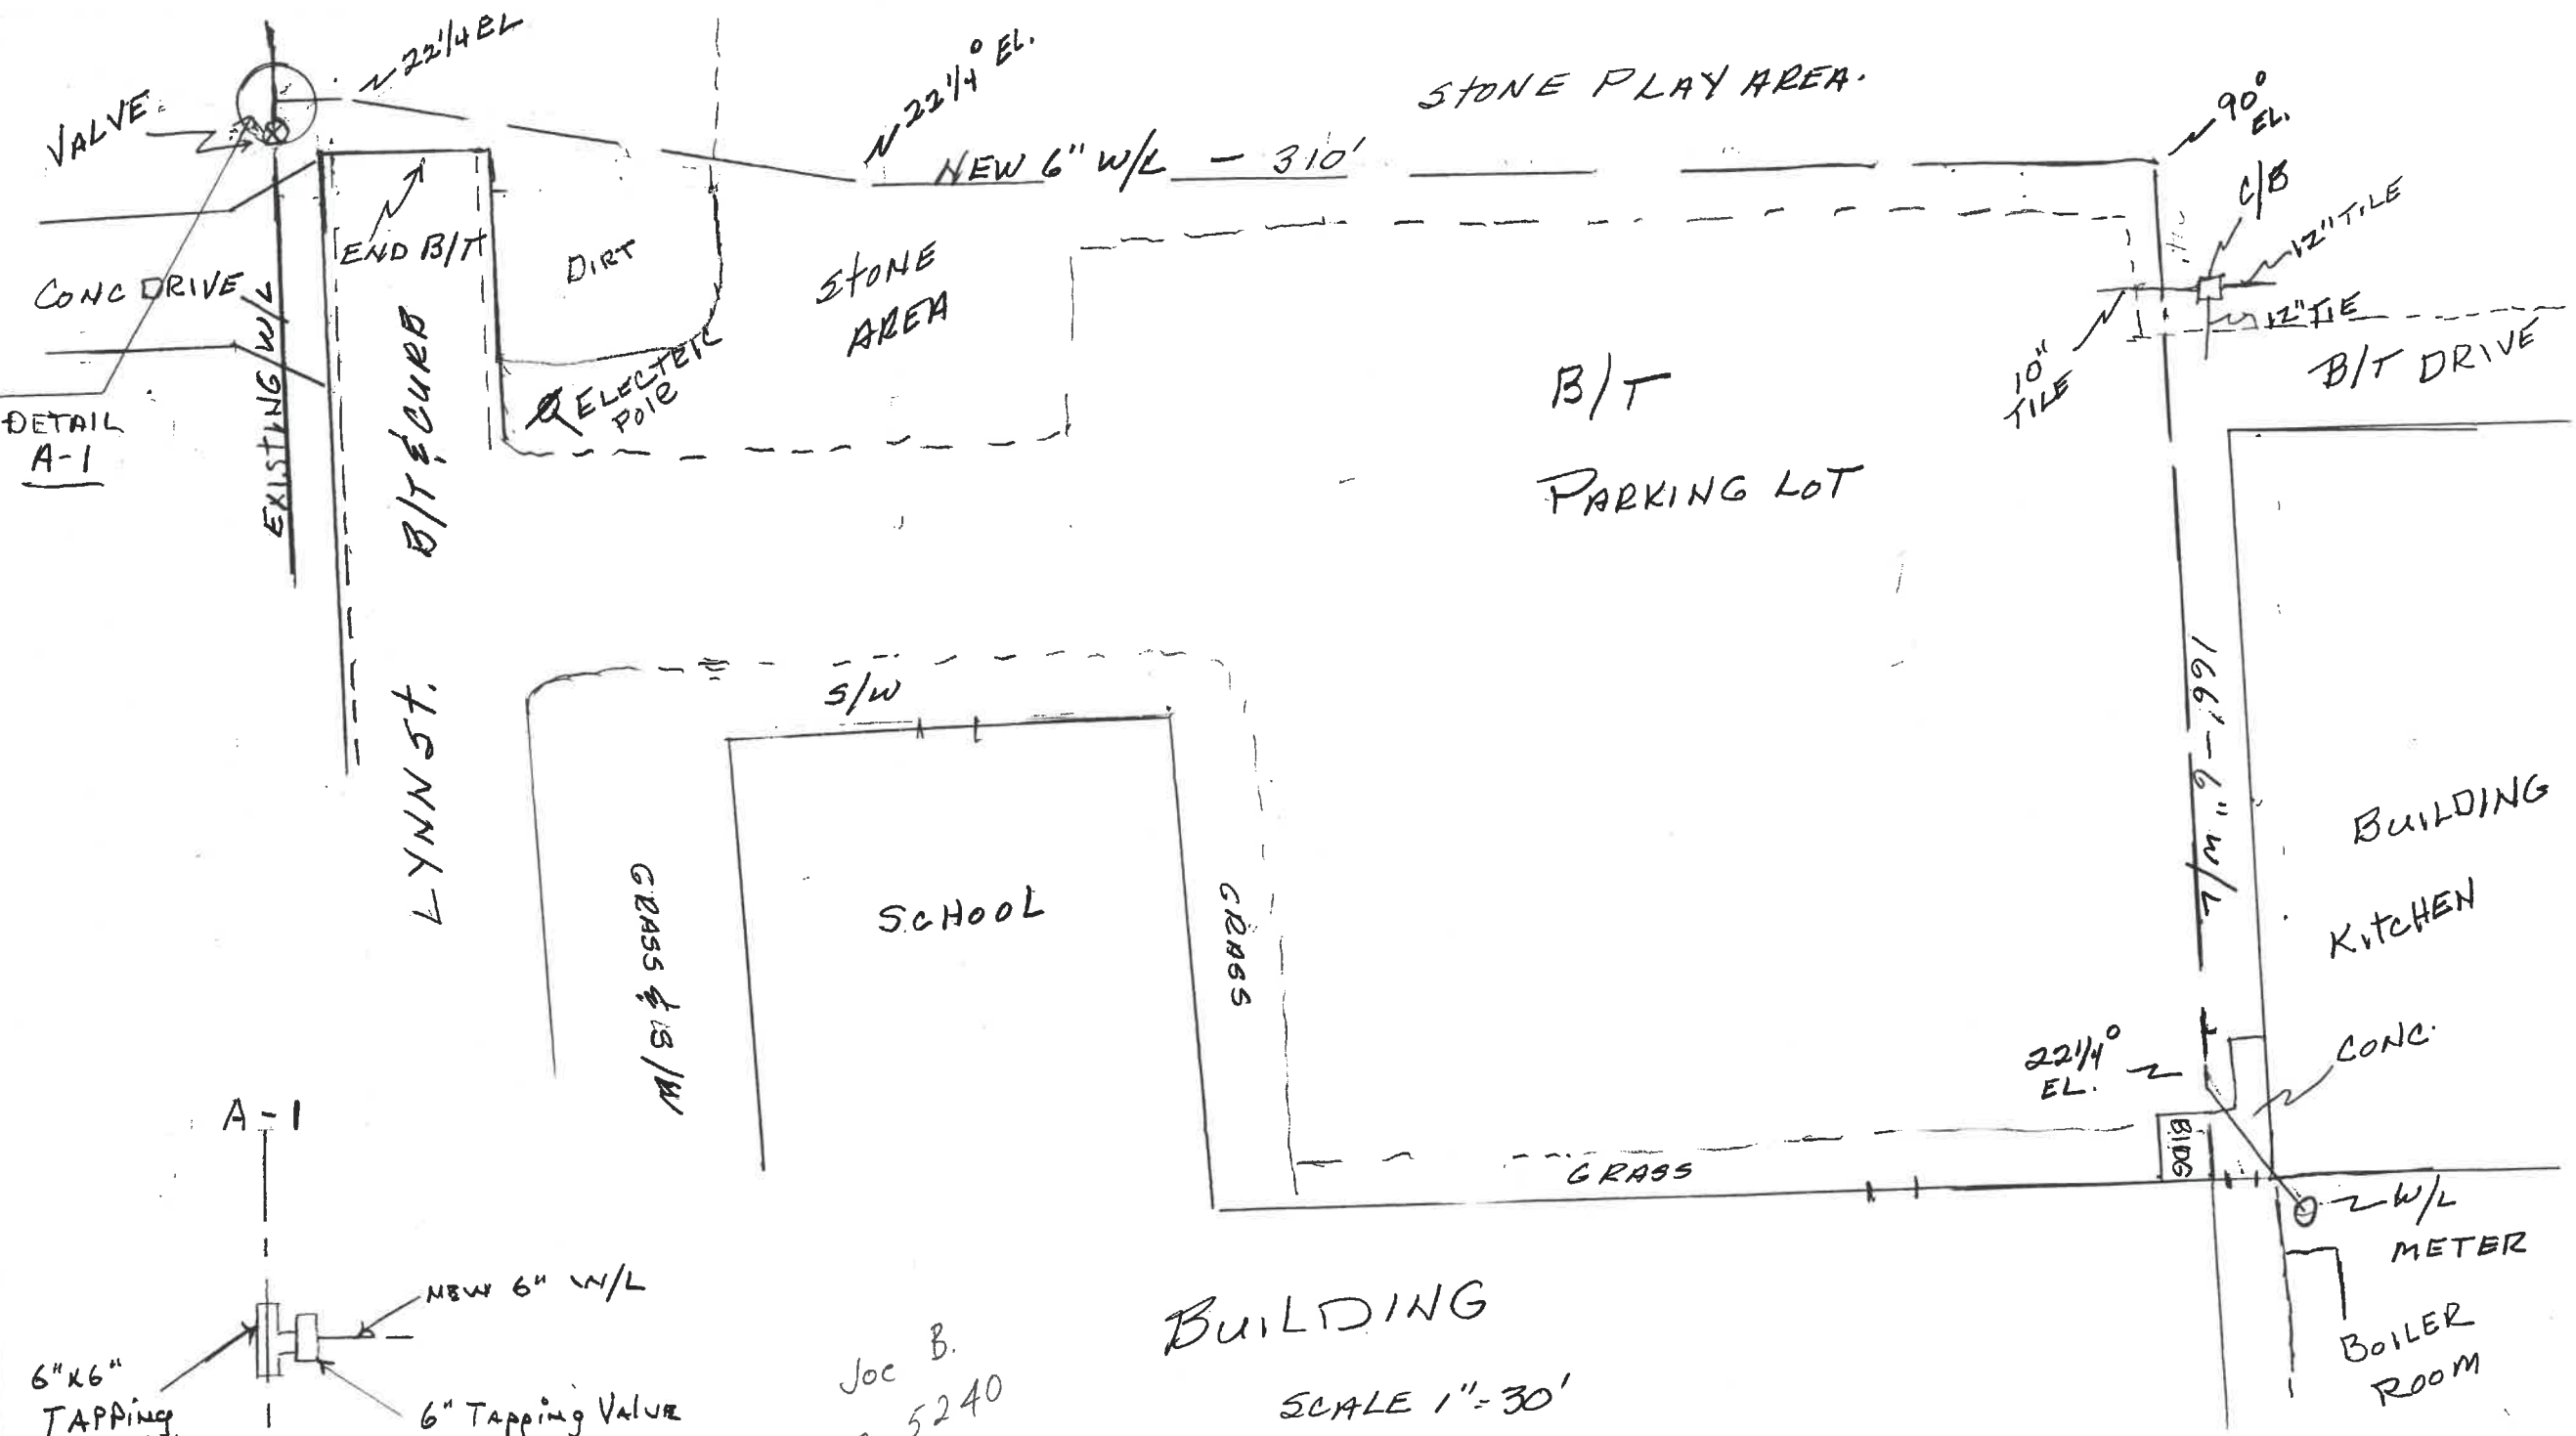 22 1/4 EL
VALVE.
22 1/4° EL.
STONE PLAY AREA.
90°
EL.
NEW 6" W/L - 310'
C/B
12" TILE
END B/T
DIRT
STONE
AREA
CONC DRIVE
EXISTING W/L
12" TIE
B/T DRIVE
10"
TILE
ELECTRIC
POlE
DETAIL
A-1
B/T & CURB
B/T
PARKING LOT
LYNN St.
S/W
166' - 6" W/L
GRASS & S/W
SCHOOL
GRASS
BUILDING
KitCHEN
22 1/4°
EL.
CONC.
BlDG
GRASS
W/L
METER
BOILER
ROOM
A-1
NEW 6" W/L
6" x 6"
TAPPing
6" TApping VALVE
Joe B.
5240
BUILDING
SCALE 1"=30'